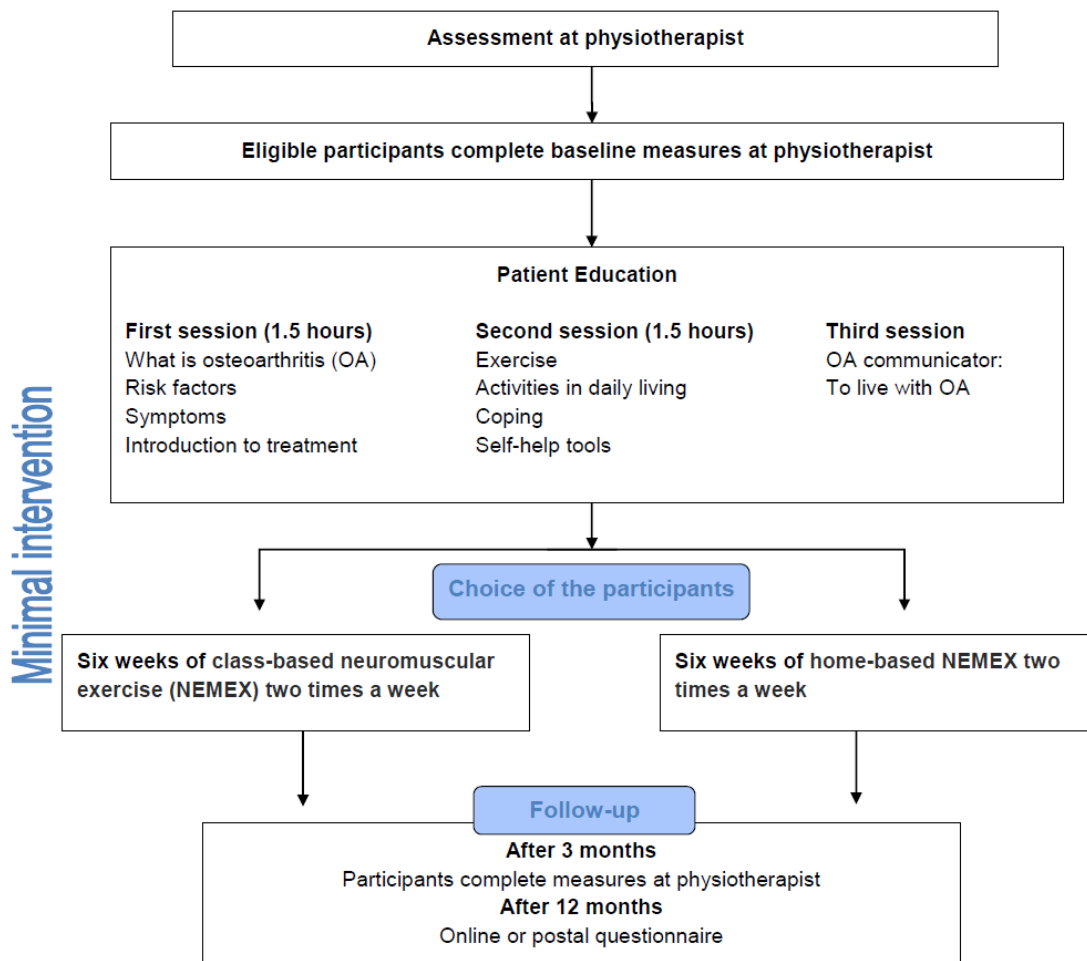 Assessment at physiotherapist
Eligible participants complete baseline measures at physiotherapist
Patient Education
First session (1.5 hours)
What is osteoarthritis (OA)
Risk factors
Symptoms
Introduction to treatment
Second session (1.5 hours)
Exercise
Activities in daily living
Coping
Self-help tools
Third session
OA communicator:
To live with OA
Minimal intervention
Choice of the participants
Six weeks of class-based neuromuscular
exercise (NEMEX) two times a week
Six weeks of home-based NEMEX two
times a week
Follow-up
After 3 months
Participants complete measures at physiotherapist
After 12 months
Online or postal questionnaire